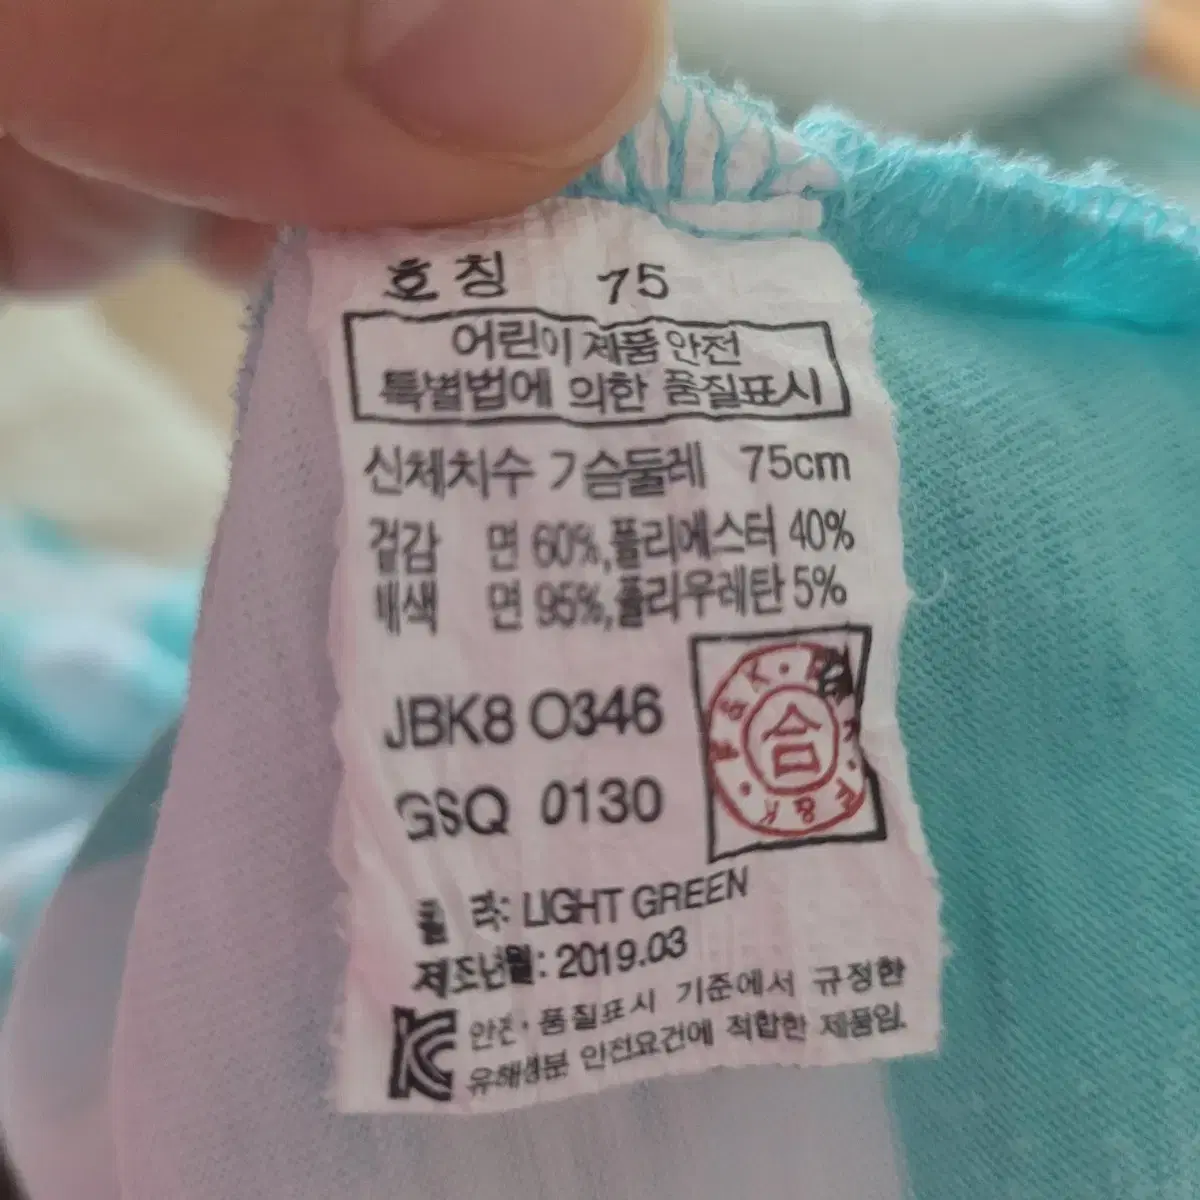 호칭 75
어린이 제품 안전
특별법에 의한 품질표시
신체치수 가슴둘레 75cm
겉감 면 60%, 폴리에스터 40%
배색 면 95%, 폴리우레탄 5%
JBK8 O346
GSQ 0130
合
컬 라: LIGHT GREEN
제조년월: 2019.03
안전·품질표시 기준에서 규정한
유해성분 안전요건에 적합한 제품임.